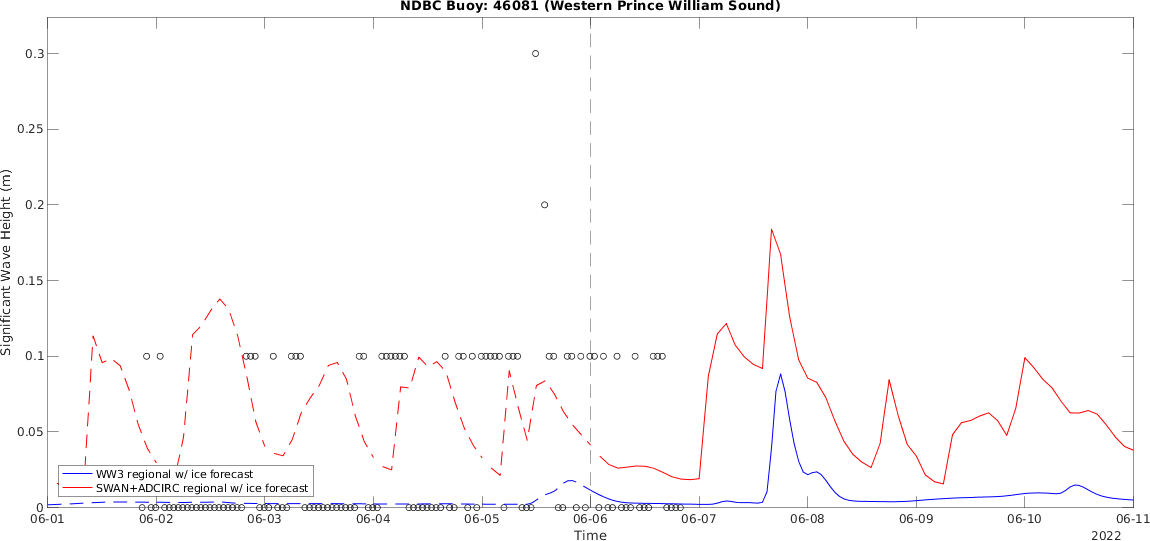 NDBC Buoy: 46081 (Western Prince William Sound)
Significant Wave Height (m)
0.3
0.25
0.2
0.15
0.1
0.05
0
WW3 regional w/ ice forecast
SWAN+ADCIRC regional w/ ice forecast
06-01 06-02 06-03 06-04 06-05 06-06 06-07 06-08 06-09 06-10 06-11
Time
2022